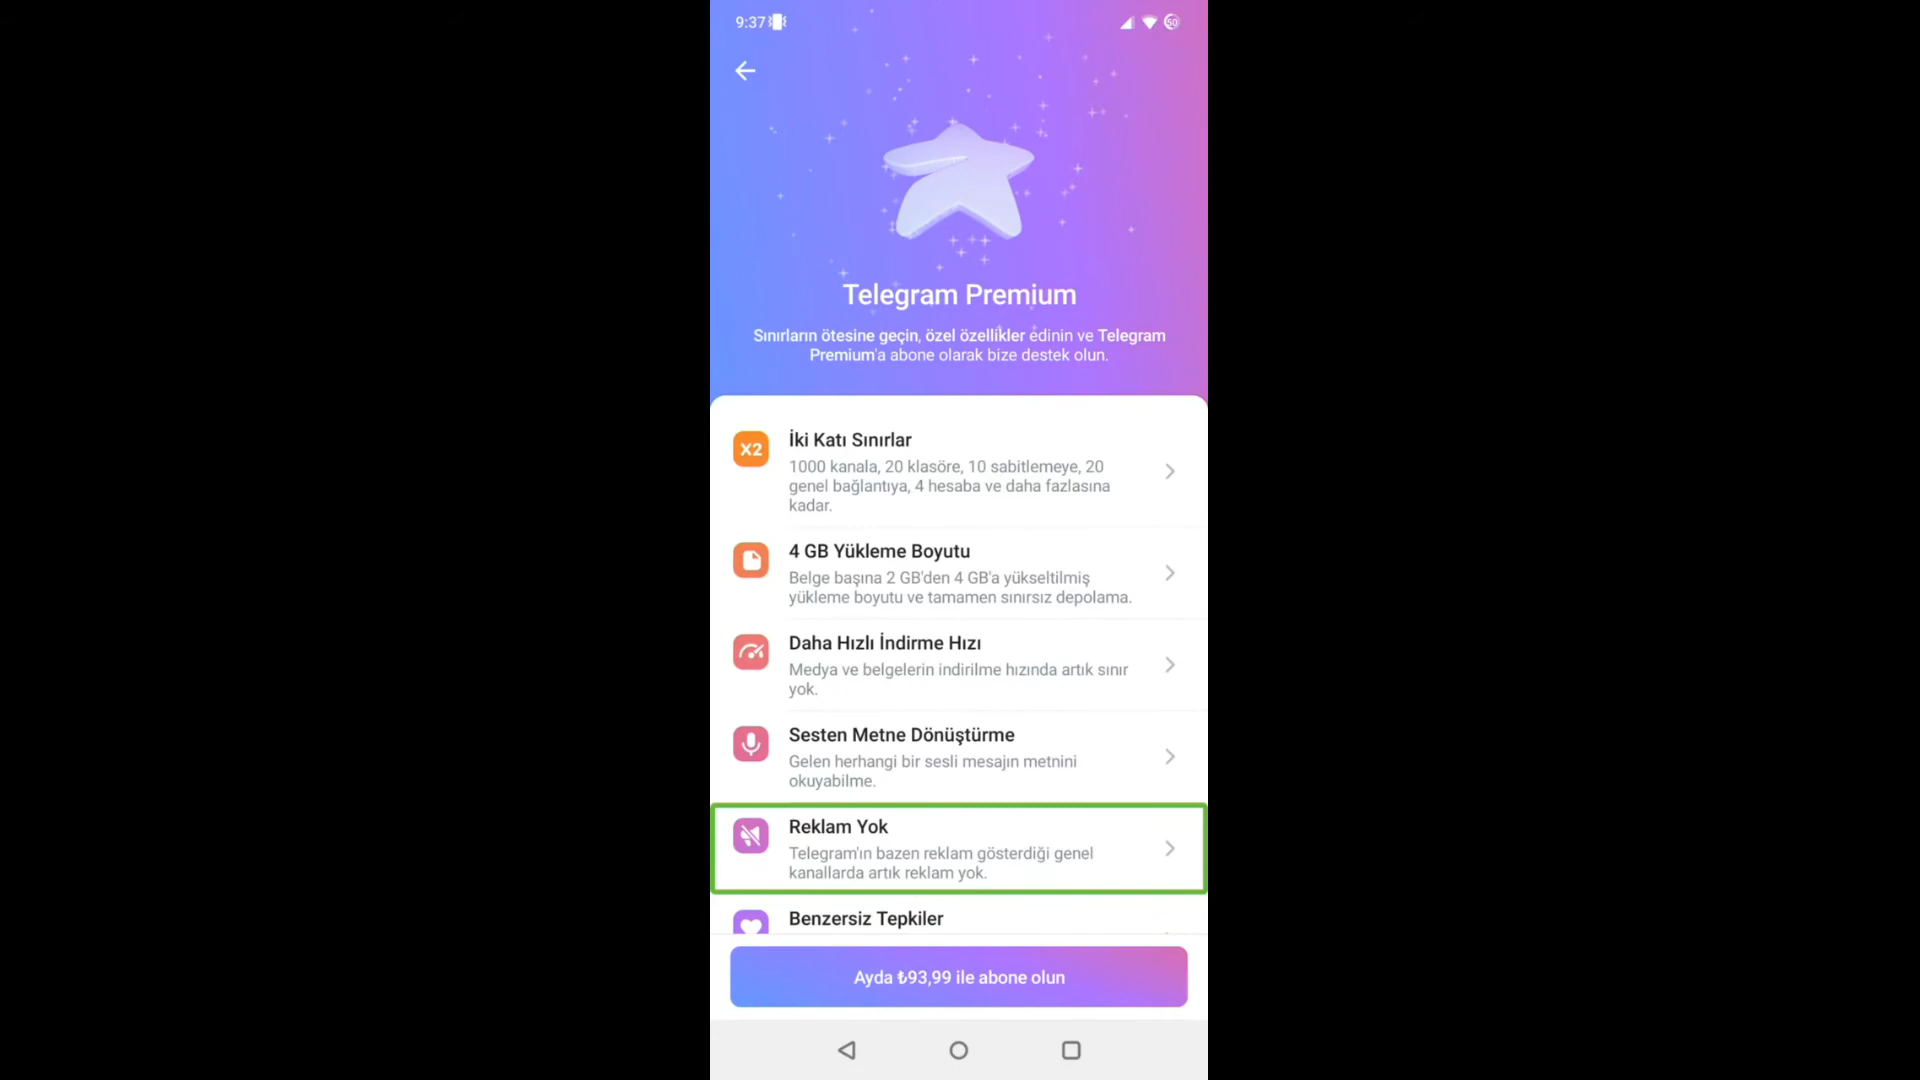 9:37
50
Telegram Premium
Sınırların ötesine geçin, özel özellikler edinin ve Telegram
Premium'a abone olarak bize destek olun.
X2
İki Katı Sınırlar
1000 kanala, 20 klasöre, 10 sabitlemeye, 20
genel bağlantıya, 4 hesaba ve daha fazlasına
kadar.
4 GB Yükleme Boyutu
Belge başına 2 GB'den 4 GB'a yükseltilmiş
yükleme boyutu ve tamamen sınırsız depolama.
Daha Hızlı İndirme Hızı
Medya ve belgelerin indirilme hızında artık sınır
yok.
Sesten Metne Dönüştürme
Gelen herhangi bir sesli mesajın metnini
okuyabilme.
Reklam Yok
Telegram'ın bazen reklam gösterdiği genel
kanallarda artık reklam yok.
Benzersiz Tepkiler
Ayda ₺93,99 ile abone olun